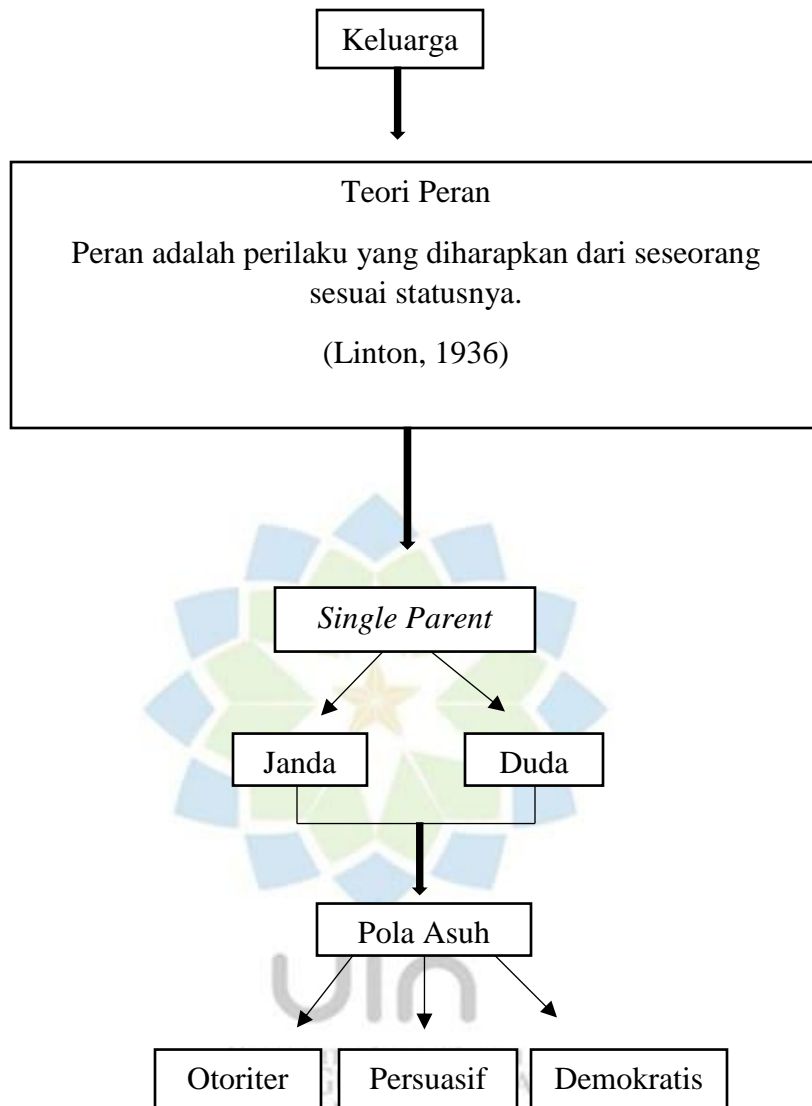 Keluarga
Teori Peran
Peran adalah perilaku yang diharapkan dari seseorang
sesuai statusnya.
(Linton, 1936)
Single Parent
Janda
Duda
Pola Asuh
uin
Otoriter
Persuasif
Demokratis